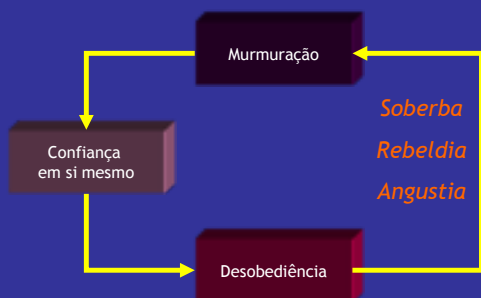 Murmuração
Soberba
Rebeldia
Angustia
Confiança
em si mesmo
Desobediência